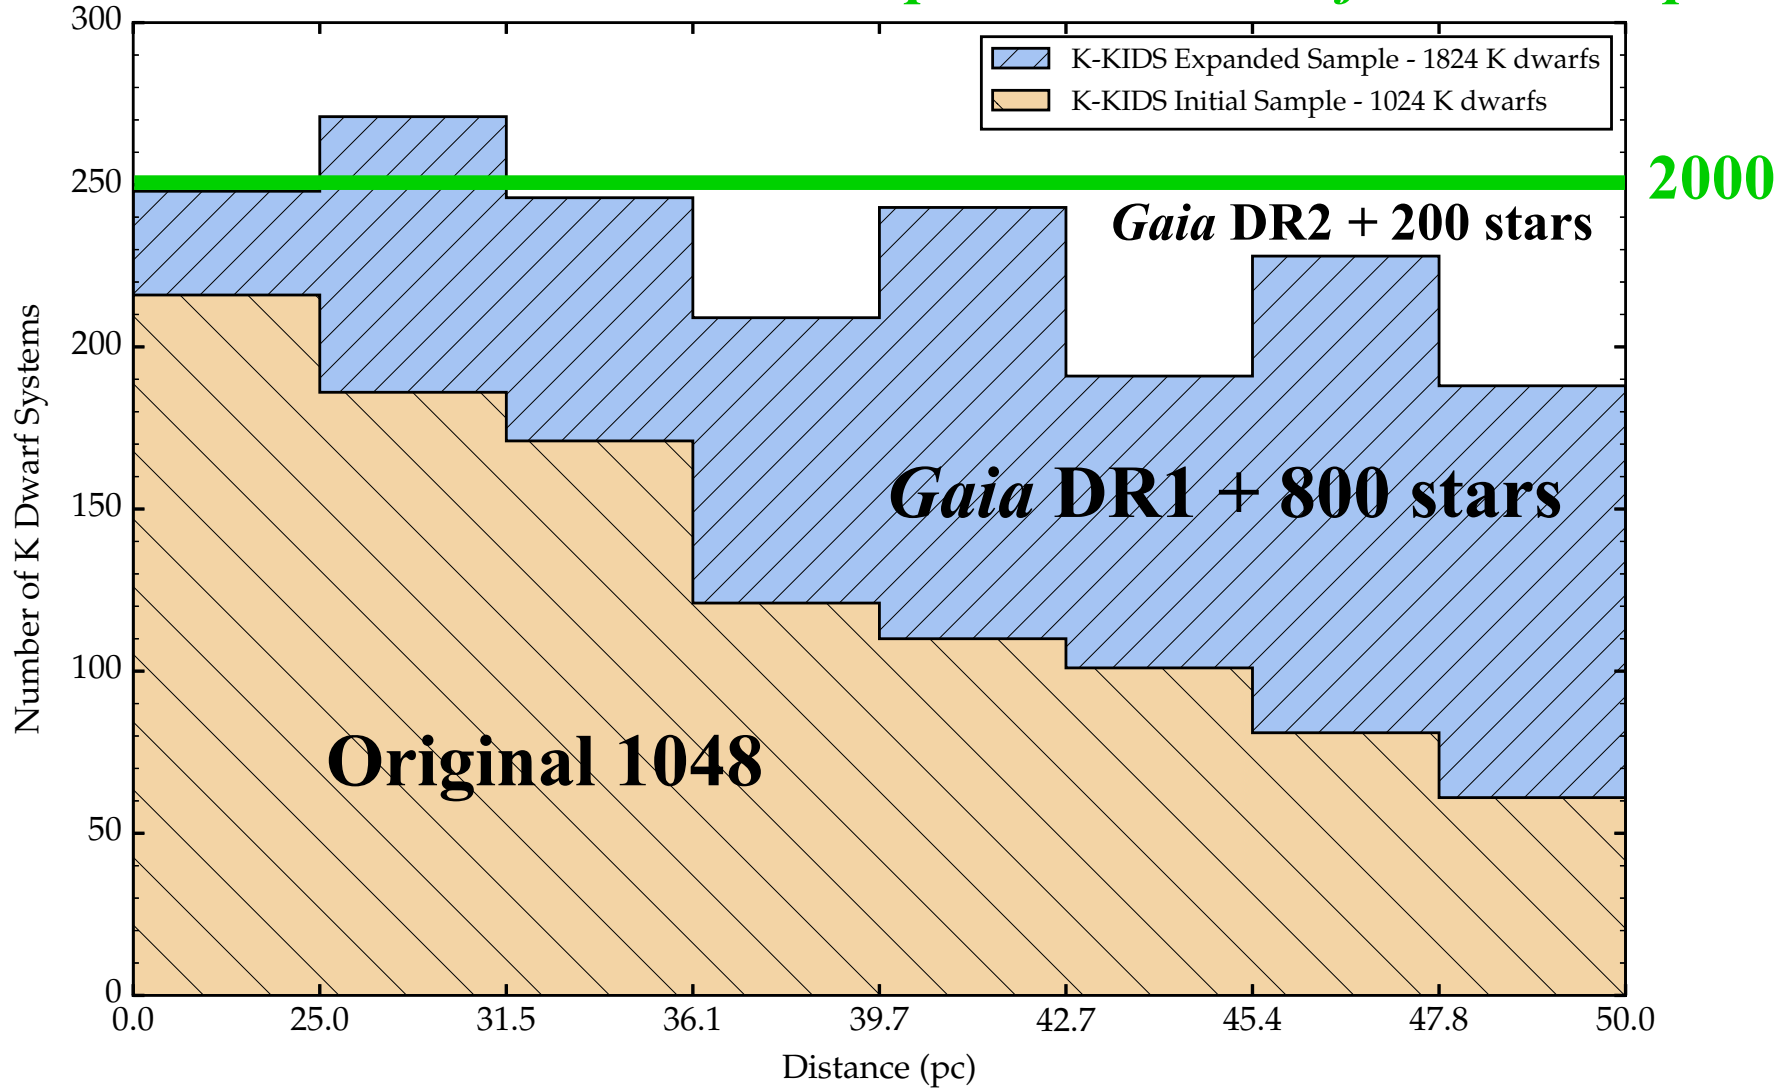 300
K-KIDS Expanded Sample - 1824 K dwarfs
K-KIDS Initial Sample - 1024 K dwarfs
250
2000
Gaia DR2 + 200 stars
200
Gaia DR1 + 800 stars
150
100
Original 1048
50
0
Number of K Dwarf Systems
0.0 25.0 31.5 36.1 39.7 42.7 45.4 47.8 50.0
Distance (pc)